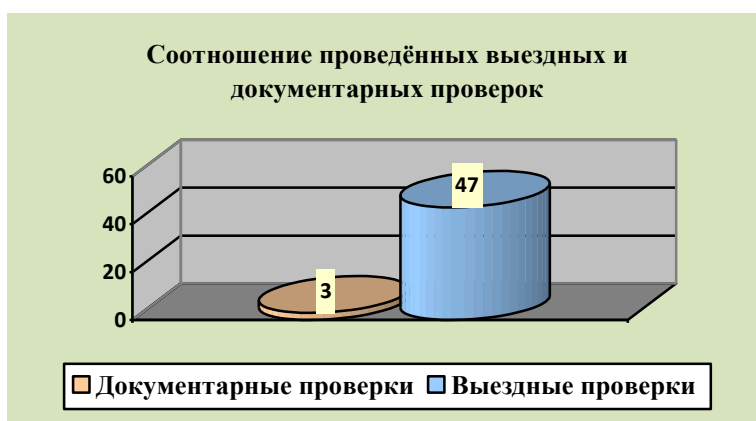 Соотношение проведённых выездных и
документарных проверок
60
40
20
0
3
47
Документарные проверки Выездные проверки